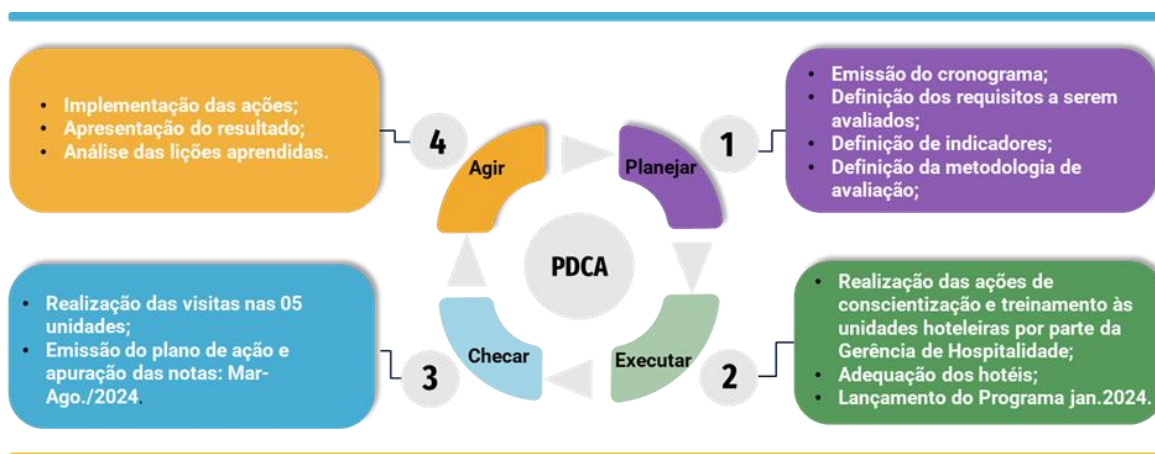 • Implementação das ações;
• Apresentação do resultado;
• Análise das lições aprendidas.
4
Agir
Planejar
1
• Emissão do cronograma;
• Definição dos requisitos a serem
avaliados;
• Definição de indicadores;
• Definição da metodologia de
avaliação;
PDCA
• Realização das visitas nas 05
unidades;
• Emissão do plano de ação e
apuração das notas: Mar-
Ago./2024.
3
Checar
Executar
2
• Realização das ações de
conscientização e treinamento às
unidades hoteleiras por parte da
Gerência de Hospitalidade;
• Adequação dos hotéis;
• Lançamento do Programa jan.2024.